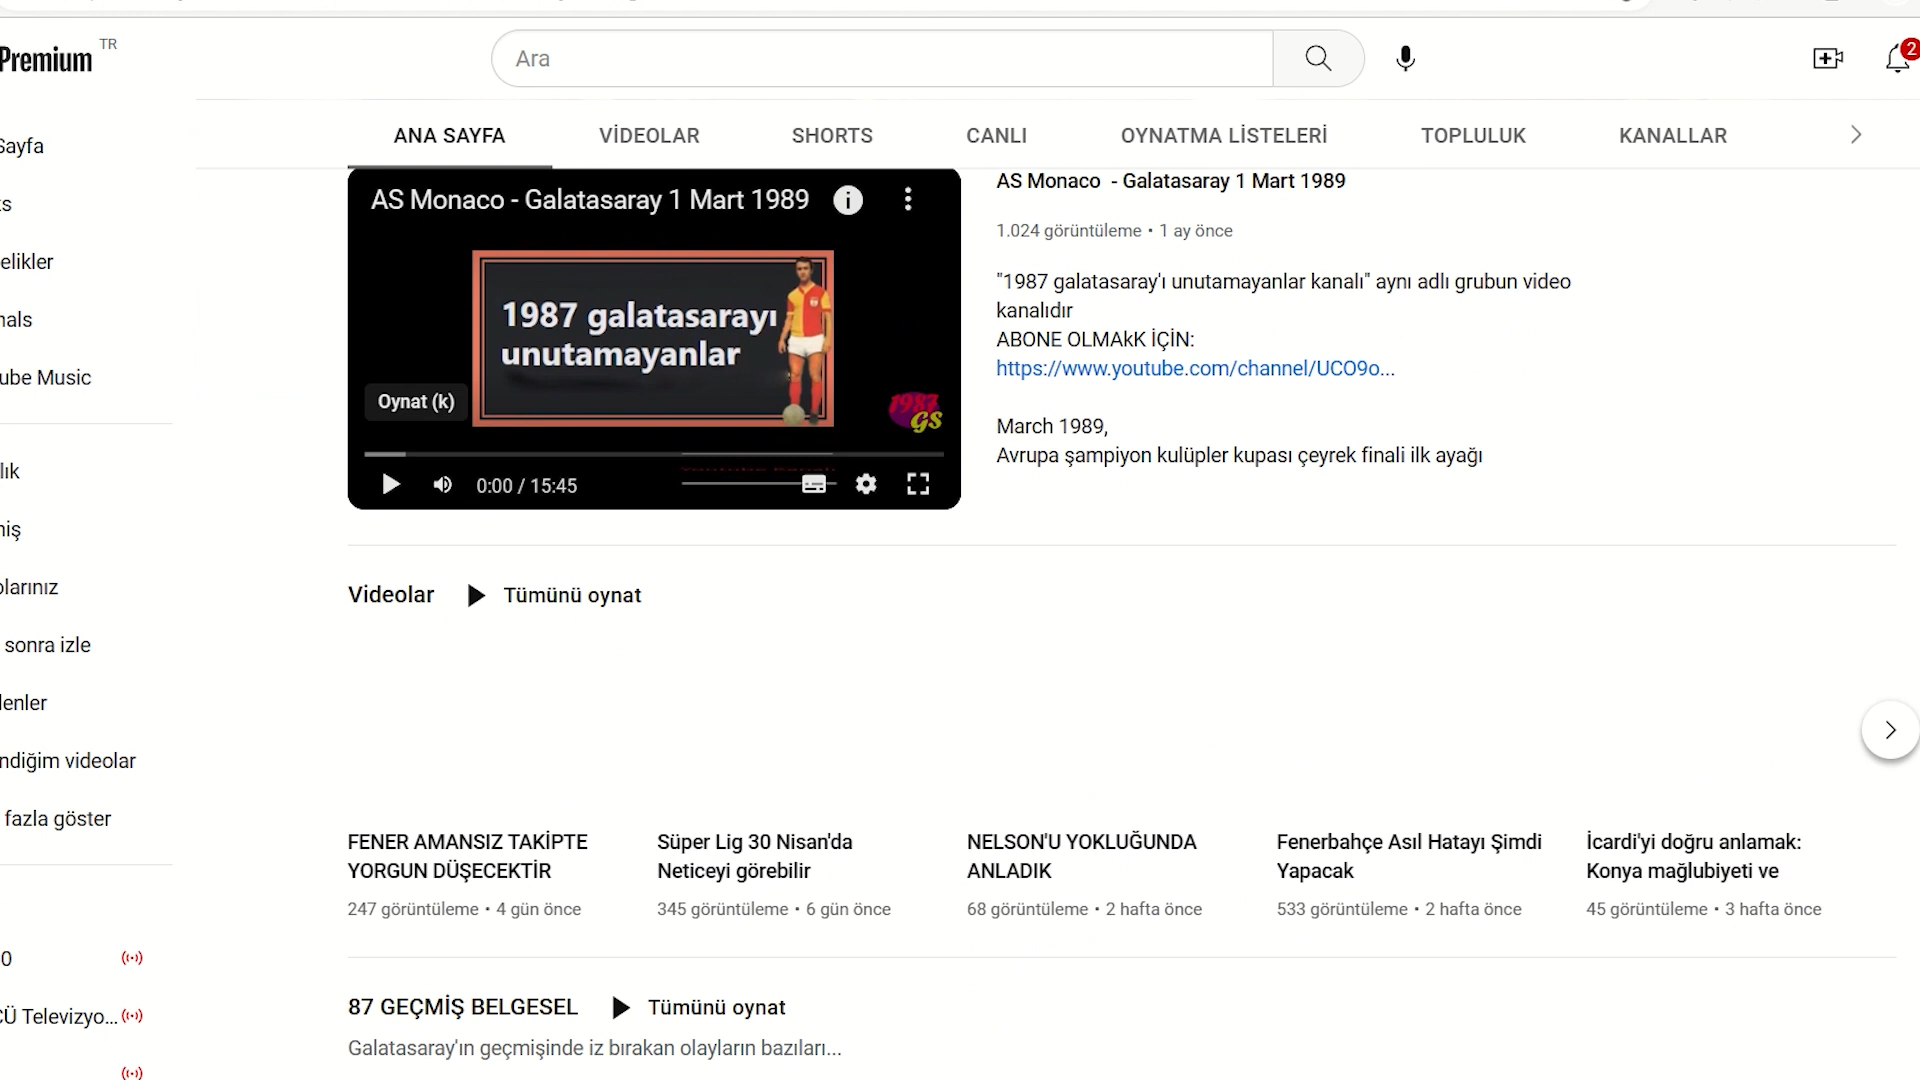 Premium TR
Ara
2
ANA SAYFA
VİDEOLAR
SHORTS
CANLI
OYNATMA LİSTELERİ
TOPLULUK
KANALLAR
Sayfa
elikler
ube Music
sonra izle
ndiğim videolar
fazla göster
CÜ Televizyo...
AS Monaco - Galatasaray 1 Mart 1989
1987 galatasarayı
unutamayanlar
Oynat (k)
1987
GS
0:00 / 15:45
AS Monaco - Galatasaray 1 Mart 1989
1.024 görüntüleme • 1 ay önce
"1987 galatasaray'ı unutamayanlar kanalı" aynı adlı grubun video
kanalıdır
ABONE OLMAkK İÇİN:
https://www.youtube.com/channel/UCO9o...
March 1989,
Avrupa şampiyon kulüpler kupası çeyrek finali ilk ayağı
Videolar
Tümünü oynat
FENER AMANSIZ TAKİPTE
YORGUN DÜŞECEKTİR
247 görüntüleme • 4 gün önce
Süper Lig 30 Nisan'da
Neticeyi görebilir
345 görüntüleme • 6 gün önce
NELSON'U YOKLUĞUNDA
ANLADIK
68 görüntüleme • 2 hafta önce
Fenerbahçe Asıl Hatayı Şimdi
Yapacak
533 görüntüleme • 2 hafta önce
İcardi'yi doğru anlamak:
Konya mağlubiyeti ve
45 görüntüleme • 3 hafta önce
87 GEÇMİŞ BELGESEL
Tümünü oynat
Galatasaray'ın geçmişinde iz bırakan olayların bazıları...